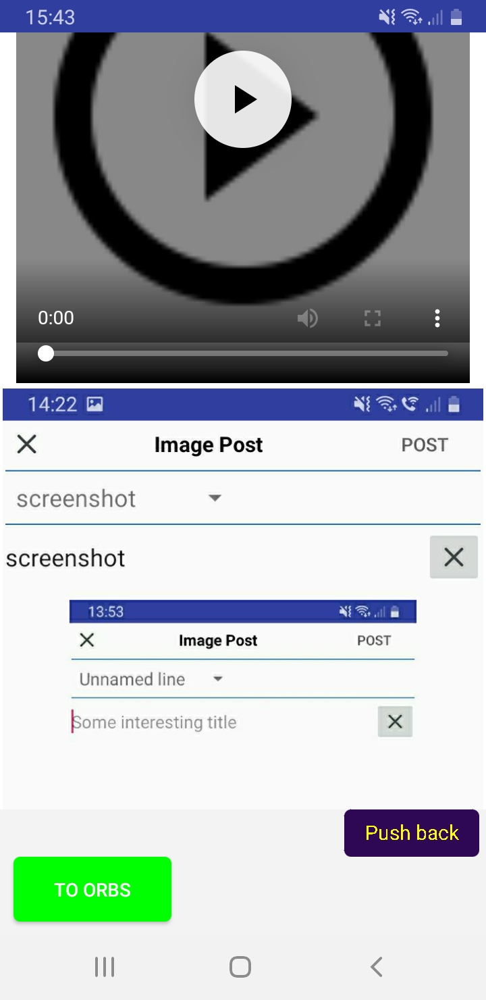 15:43
0:00
14:22
Image Post POST
screenshot
screenshot
13:53
Image Post POST
Unnamed line
Some interesting title
Push back
TO ORBS